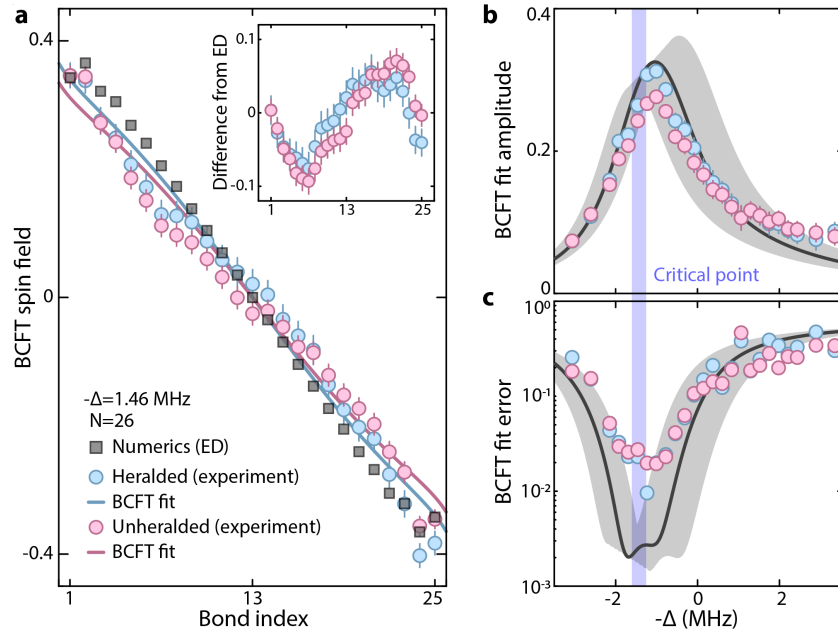 a
BCFT spin field
0.4
0
-0.4
1
13
25
Bond index
Difference from ED
0.1
0
-0.1
1
13
25
-Δ=1.46 MHz
N=26
Numerics (ED)
Heralded (experiment)
BCFT fit
Unheralded (experiment)
BCFT fit
b
BCFT fit amplitude
0.4
0.2
0
Critical point
c
BCFT fit error
10⁰
10⁻¹
10⁻²
10⁻³
-2
0
2
-Δ (MHz)